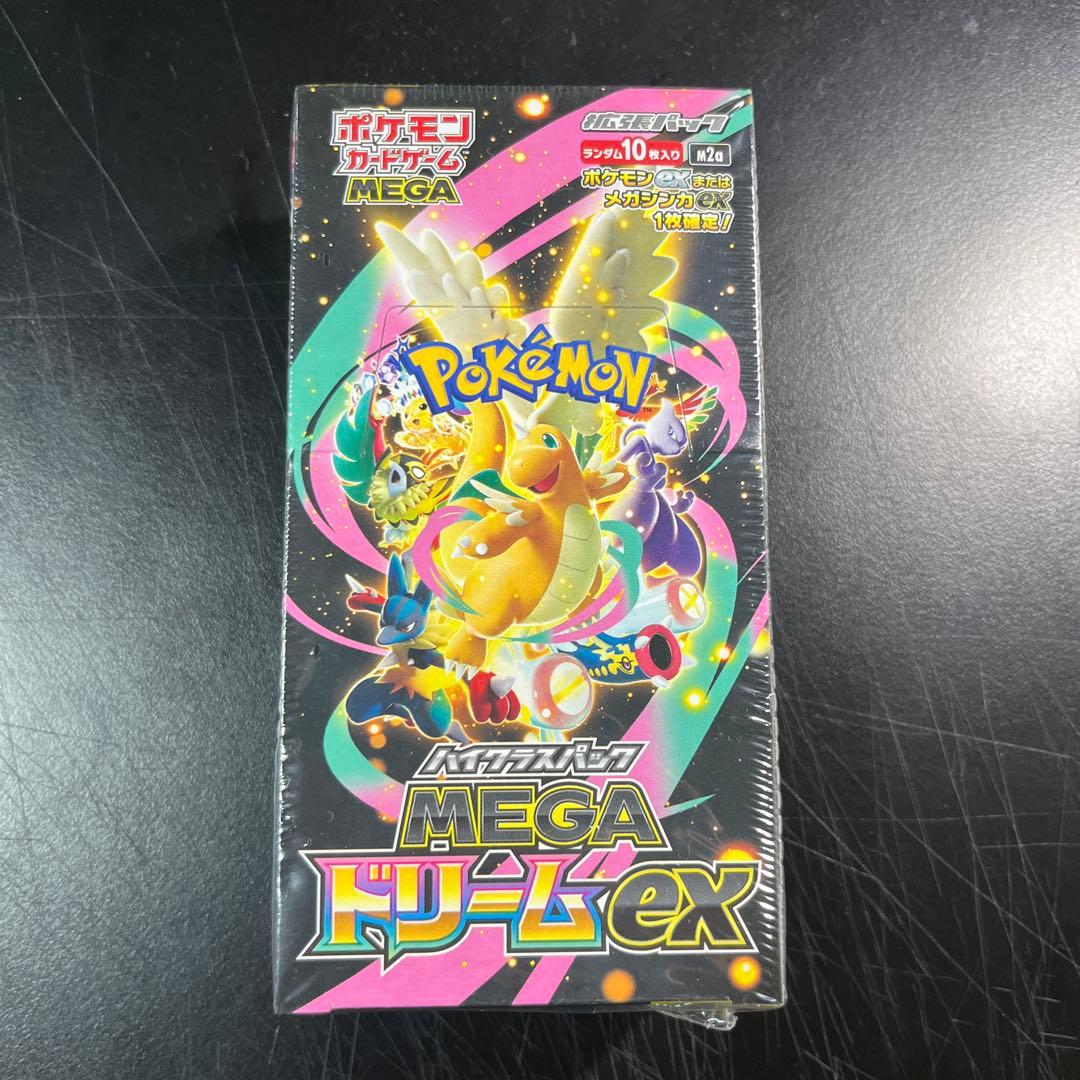 ポケモン
カードゲーム
MEGA
拡張パック
ランダム10枚入り M2a
ポケモンexまたは
メガシンカex
1枚確定!
POKéMON
TM
ハイクラスパック
MEGA
ドリームex